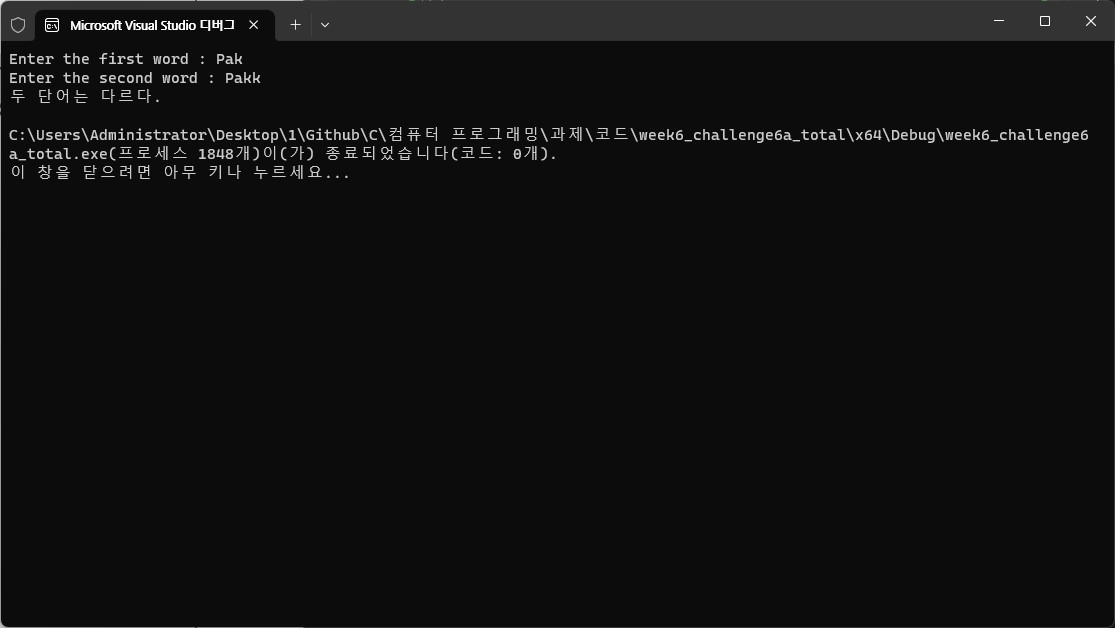 Microsoft Visual Studio 디버그
Enter the first word : Pak
Enter the second word : Pakk
두 단어는 다르다.
C:\Users\Administrator\Desktop\1\Github\C\컴퓨터 프로그래밍\과제\코드\week6_challenge6a_total\x64\Debug\week6_challenge6
a_total.exe(프로세스 1848개)이(가) 종료되었습니다(코드: 0개).
이 창을 닫으려면 아무 키나 누르세요...